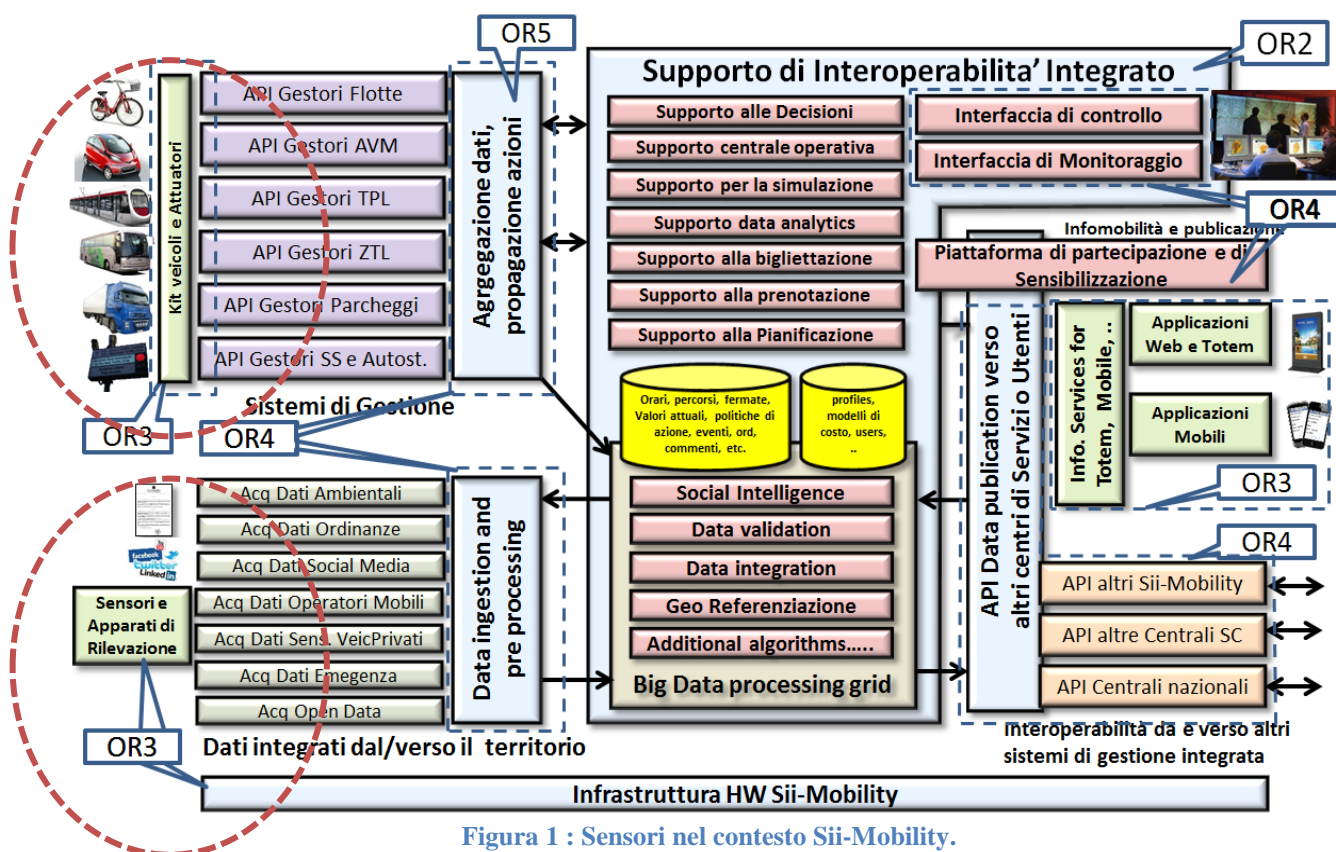 OR5
OR2
Supporto di Interoperabilita' Integrato
Kit veicoli e Attuatori
API Gestori Flotte
API Gestori AVM
API Gestori TPL
API Gestori ZTL
API Gestori Parcheggi
API Gestori SS e Autost.
Sistemi di Gestione
OR3
OR4
Agrregazione dati,
propagazione azioni
Supporto alle Decisioni
Supporto centrale operativa
Supporto per la simulazione
Supporto data analytics
Supporto alla bigliettazione
Supporto alla prenotazione
Supporto alla Pianificazione
Interfaccia di controllo
Interfaccia di Monitoraggio
OR4
Infomobilità e publicazione
Piattaforma di partecipazione e di
Sensibilizzazione
Orari, percorsi, fermate,
Valori attuali, politiche di
azione, eventi, ord,
commenti, etc.
profiles,
modelli di
costo, users,
..
Social Intelligence
Data validation
Data integration
Geo Referenziazione
Additional algorithms.....
Big Data processing grid
API Data publication verso
altri centri di Servizi o Utenti
Info. Services for
Totem, Mobile, ..
Applicazioni
Web e Totem
Applicazioni
Mobili
OR3
OR4
API altri Sii-Mobility
API altre Centrali SC
API Centrali nazionali
Interoperabilità da e verso altri
sistemi di gestione integrata
facebook
twitter
Linked in
Sensori e
Apparati di
Rilevazione
Acq Dati Ambientali
Acq Dati Ordinanze
Acq Dati Social Media
Acq Dati Operatori Mobili
Acq Dati Sens. VeicPrivati
Acq Dati Emegenza
Acq Open Data
Data ingestion and
pre processing
OR3
Dati integrati dal/verso il territorio
Infrastruttura HW Sii-Mobility
Figura 1 : Sensori nel contesto Sii-Mobility.